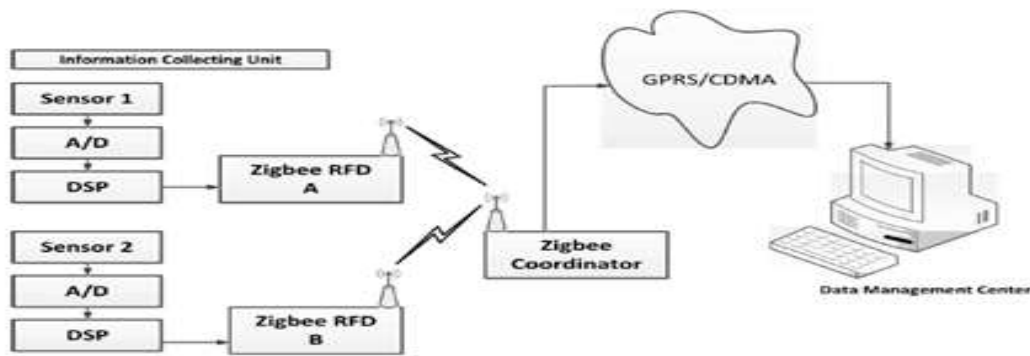 Information Collecting Unit
Sensor 1
A/D
DSP
Zigbee RFD
A
Sensor 2
A/D
DSP
Zigbee RFD
B
Zigbee
Coordinator
GPRS/CDMA
Data Management Center